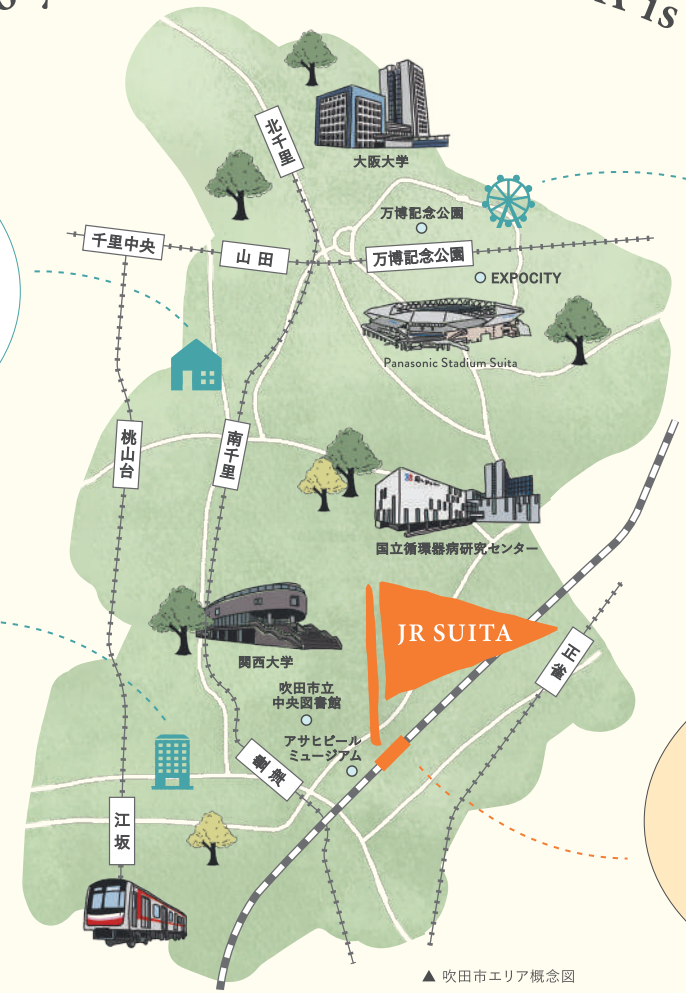 is
北千里
大阪大学
万博記念公園
千里中央
山田
万博記念公園
EXPOCITY
Panasonic Stadium Suita
桃山台
南千里
国立循環器病研究センター
JR SUITA
正雀
関西大学
吹田市立
中央図書館
アサヒビール
ミュージアム
豊津
江坂
▲ 吹田市エリア概念図